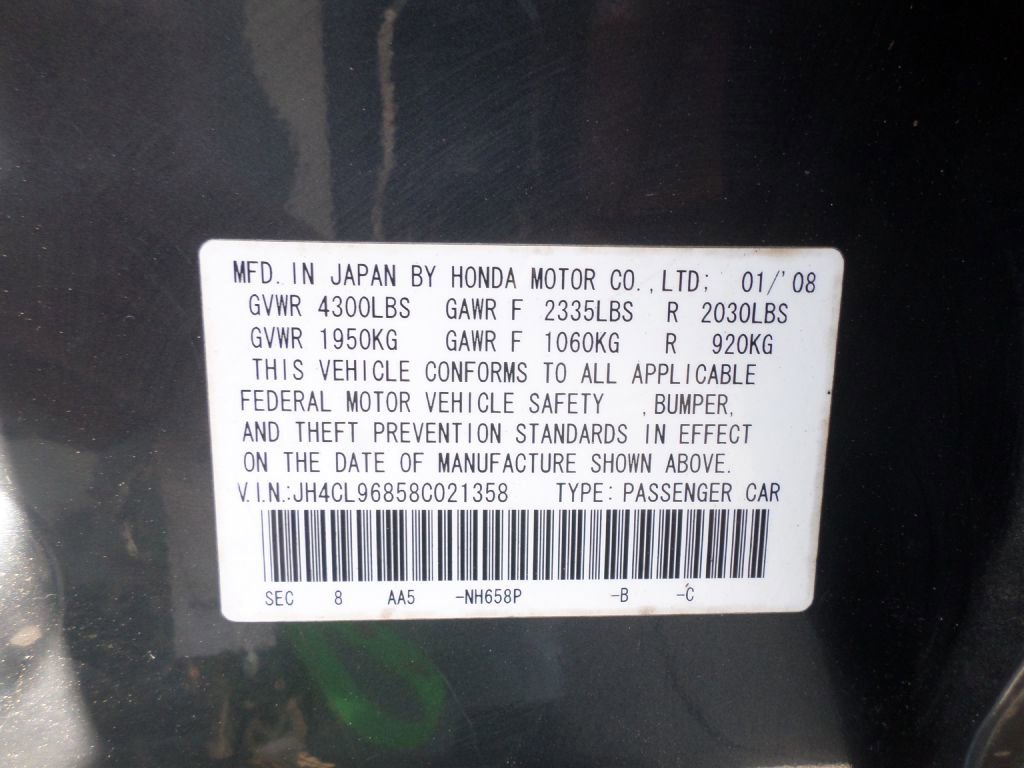 MFD. IN JAPAN BY HONDA MOTOR CO.,LTD; 01/'08
GVWR 4300LBS GAWR F 2335LBS R 2030LBS
GVWR 1950KG GAWR F 1060KG R 920KG
THIS VEHICLE CONFORMS TO ALL APPLICABLE
FEDERAL MOTOR VEHICLE SAFETY ,BUMPER,
AND THEFT PREVENTION STANDARDS IN EFFECT
ON THE DATE OF MANUFACTURE SHOWN ABOVE.
V.I.N.:JH4CL96858C021358 TYPE: PASSENGER CAR
SEC 8 AA5 -NH658P -B -C